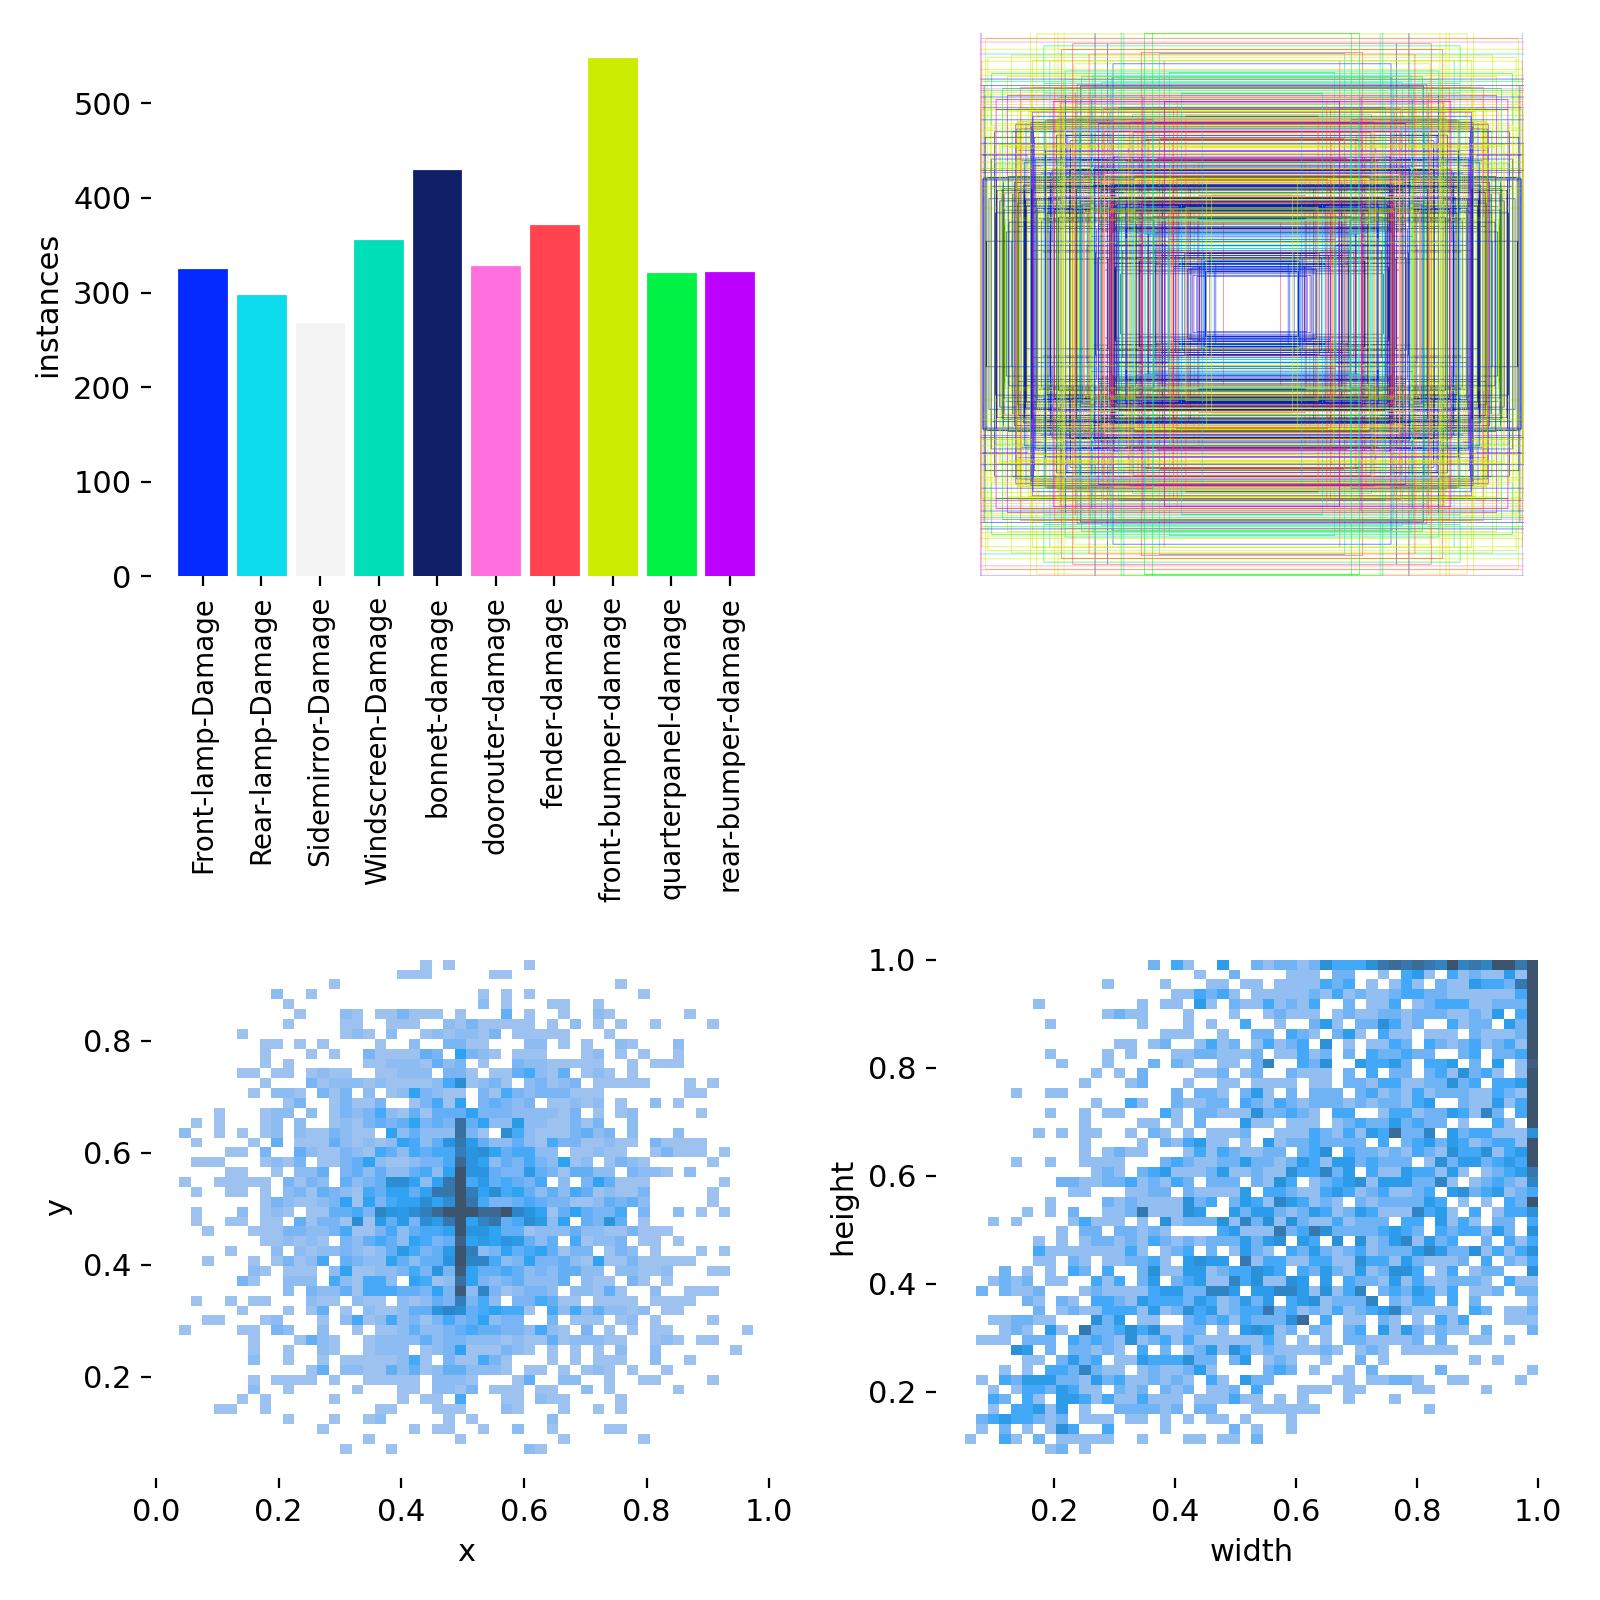 instances
500
400
300
200
100
0
Front-lamp-Damage
Rear-lamp-Damage
Sidemirror-Damage
Windscreen-Damage
bonnet-damage
doorouter-damage
fender-damage
front-bumper-damage
quarterpanel-damage
rear-bumper-damage
y
0.8
0.6
0.4
0.2
0.0 0.2 0.4 0.6 0.8 1.0
x
height
1.0
0.8
0.6
0.4
0.2
0.2 0.4 0.6 0.8 1.0
width